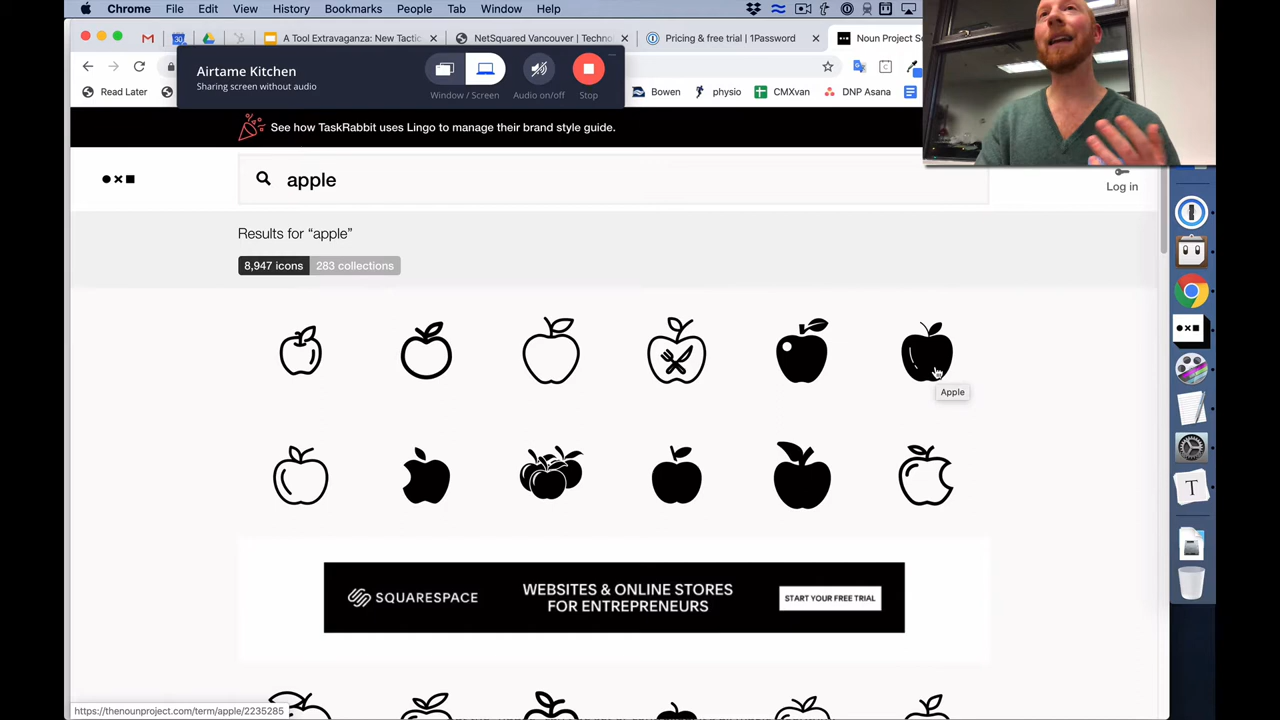 Chrome File Edit View History Bookmarks People Tab Window Help
A Tool Extravaganza: New Tactic
NetSquared Vancouver | Techno
Pricing & free trial | 1Password
Noun Project Se
Airtame Kitchen
Sharing screen without audio
Window / Screen
Audio on/off
Stop
Read Later
Bowen
physio
CMXvan
DNP Asana
See how TaskRabbit uses Lingo to manage their brand style guide.
apple
Log in
Results for “apple”
8,947 icons
283 collections
Apple
SQUARESPACE
WEBSITES & ONLINE STORES
FOR ENTREPRENEURS
START YOUR FREE TRIAL
https://thenounproject.com/term/apple/2235285